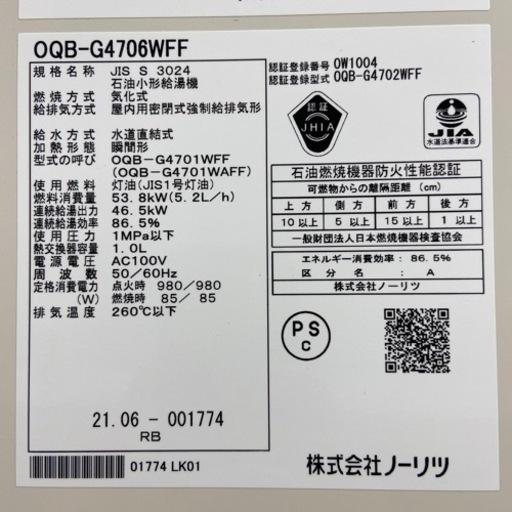 OQB-G4706WFF
規格名称 JIS S 3024
石油小形給湯機
燃焼方式 気化式
給排気方式 屋内用密閉式強制給排気形
給水方式 水道直結式
加熱形態 瞬間形
型式の呼び OQB-G4701WFF
(OQB-G4701WAFF)
使用燃料 灯油(JIS1号灯油)
燃料消費量 53.8kW(5.2L/h)
連続給湯出力 46.5kW
連続給湯効率 86.5%
使用圧力 1MPa以下
熱交換器容量 1.0L
電源電圧 AC100V
周波数 50/60Hz
定格消費電力 点火時 980/980
(W) 燃焼時 85/ 85
排気温度 260℃以下
21.06 - 001774
RB
01774 LK01
認証登録番号 OW1004
認証登録型式 OQB-G4702WFF
認証
JHIA
JIA
水道法基準適合
石油燃焼機器防火性能認証
可燃物からの離隔距離 (cm)
上方 側方 前方 後方
10以上 5以上 15以上 1以上
一般財団法人日本燃焼機器検査協会
エネルギー消費効率: 86.5%
区分名: A
株式会社ノーリツ
PS
C
株式会社ノーリツ